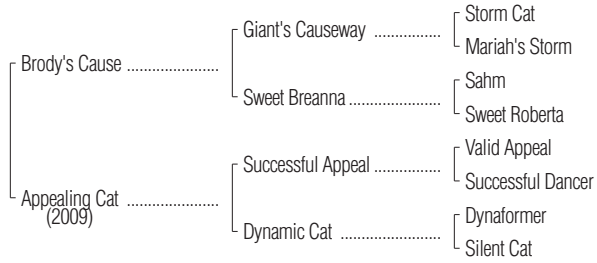 Storm Cat
Giant's Causeway ................
Mariah's Storm
Brody's Cause ......................
Sahm
Sweet Breanna ......................
Sweet Roberta
Valid Appeal
Successful Appeal ................
Successful Dancer
Appealing Cat ......................
(2009)
Dynaformer
Dynamic Cat ........................
Silent Cat